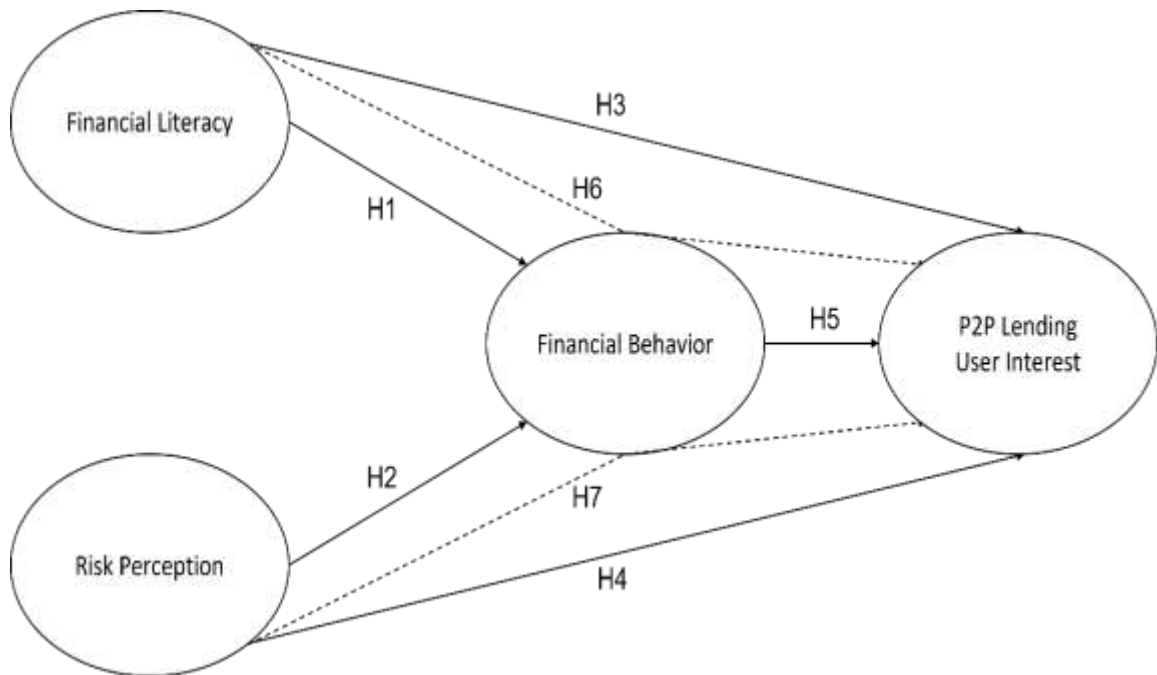 Financial Literacy
H3
H6
H1
Financial Behavior
H5
P2P Lending
User Interest
H2
H7
Risk Perception
H4